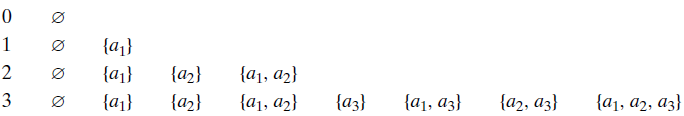 0 ∅
1 ∅ {a₁}
2 ∅ {a₁} {a₂} {a₁, a₂}
3 ∅ {a₁} {a₂} {a₁, a₂} {a₃} {a₁, a₃} {a₂, a₃} {a₁, a₂, a₃}